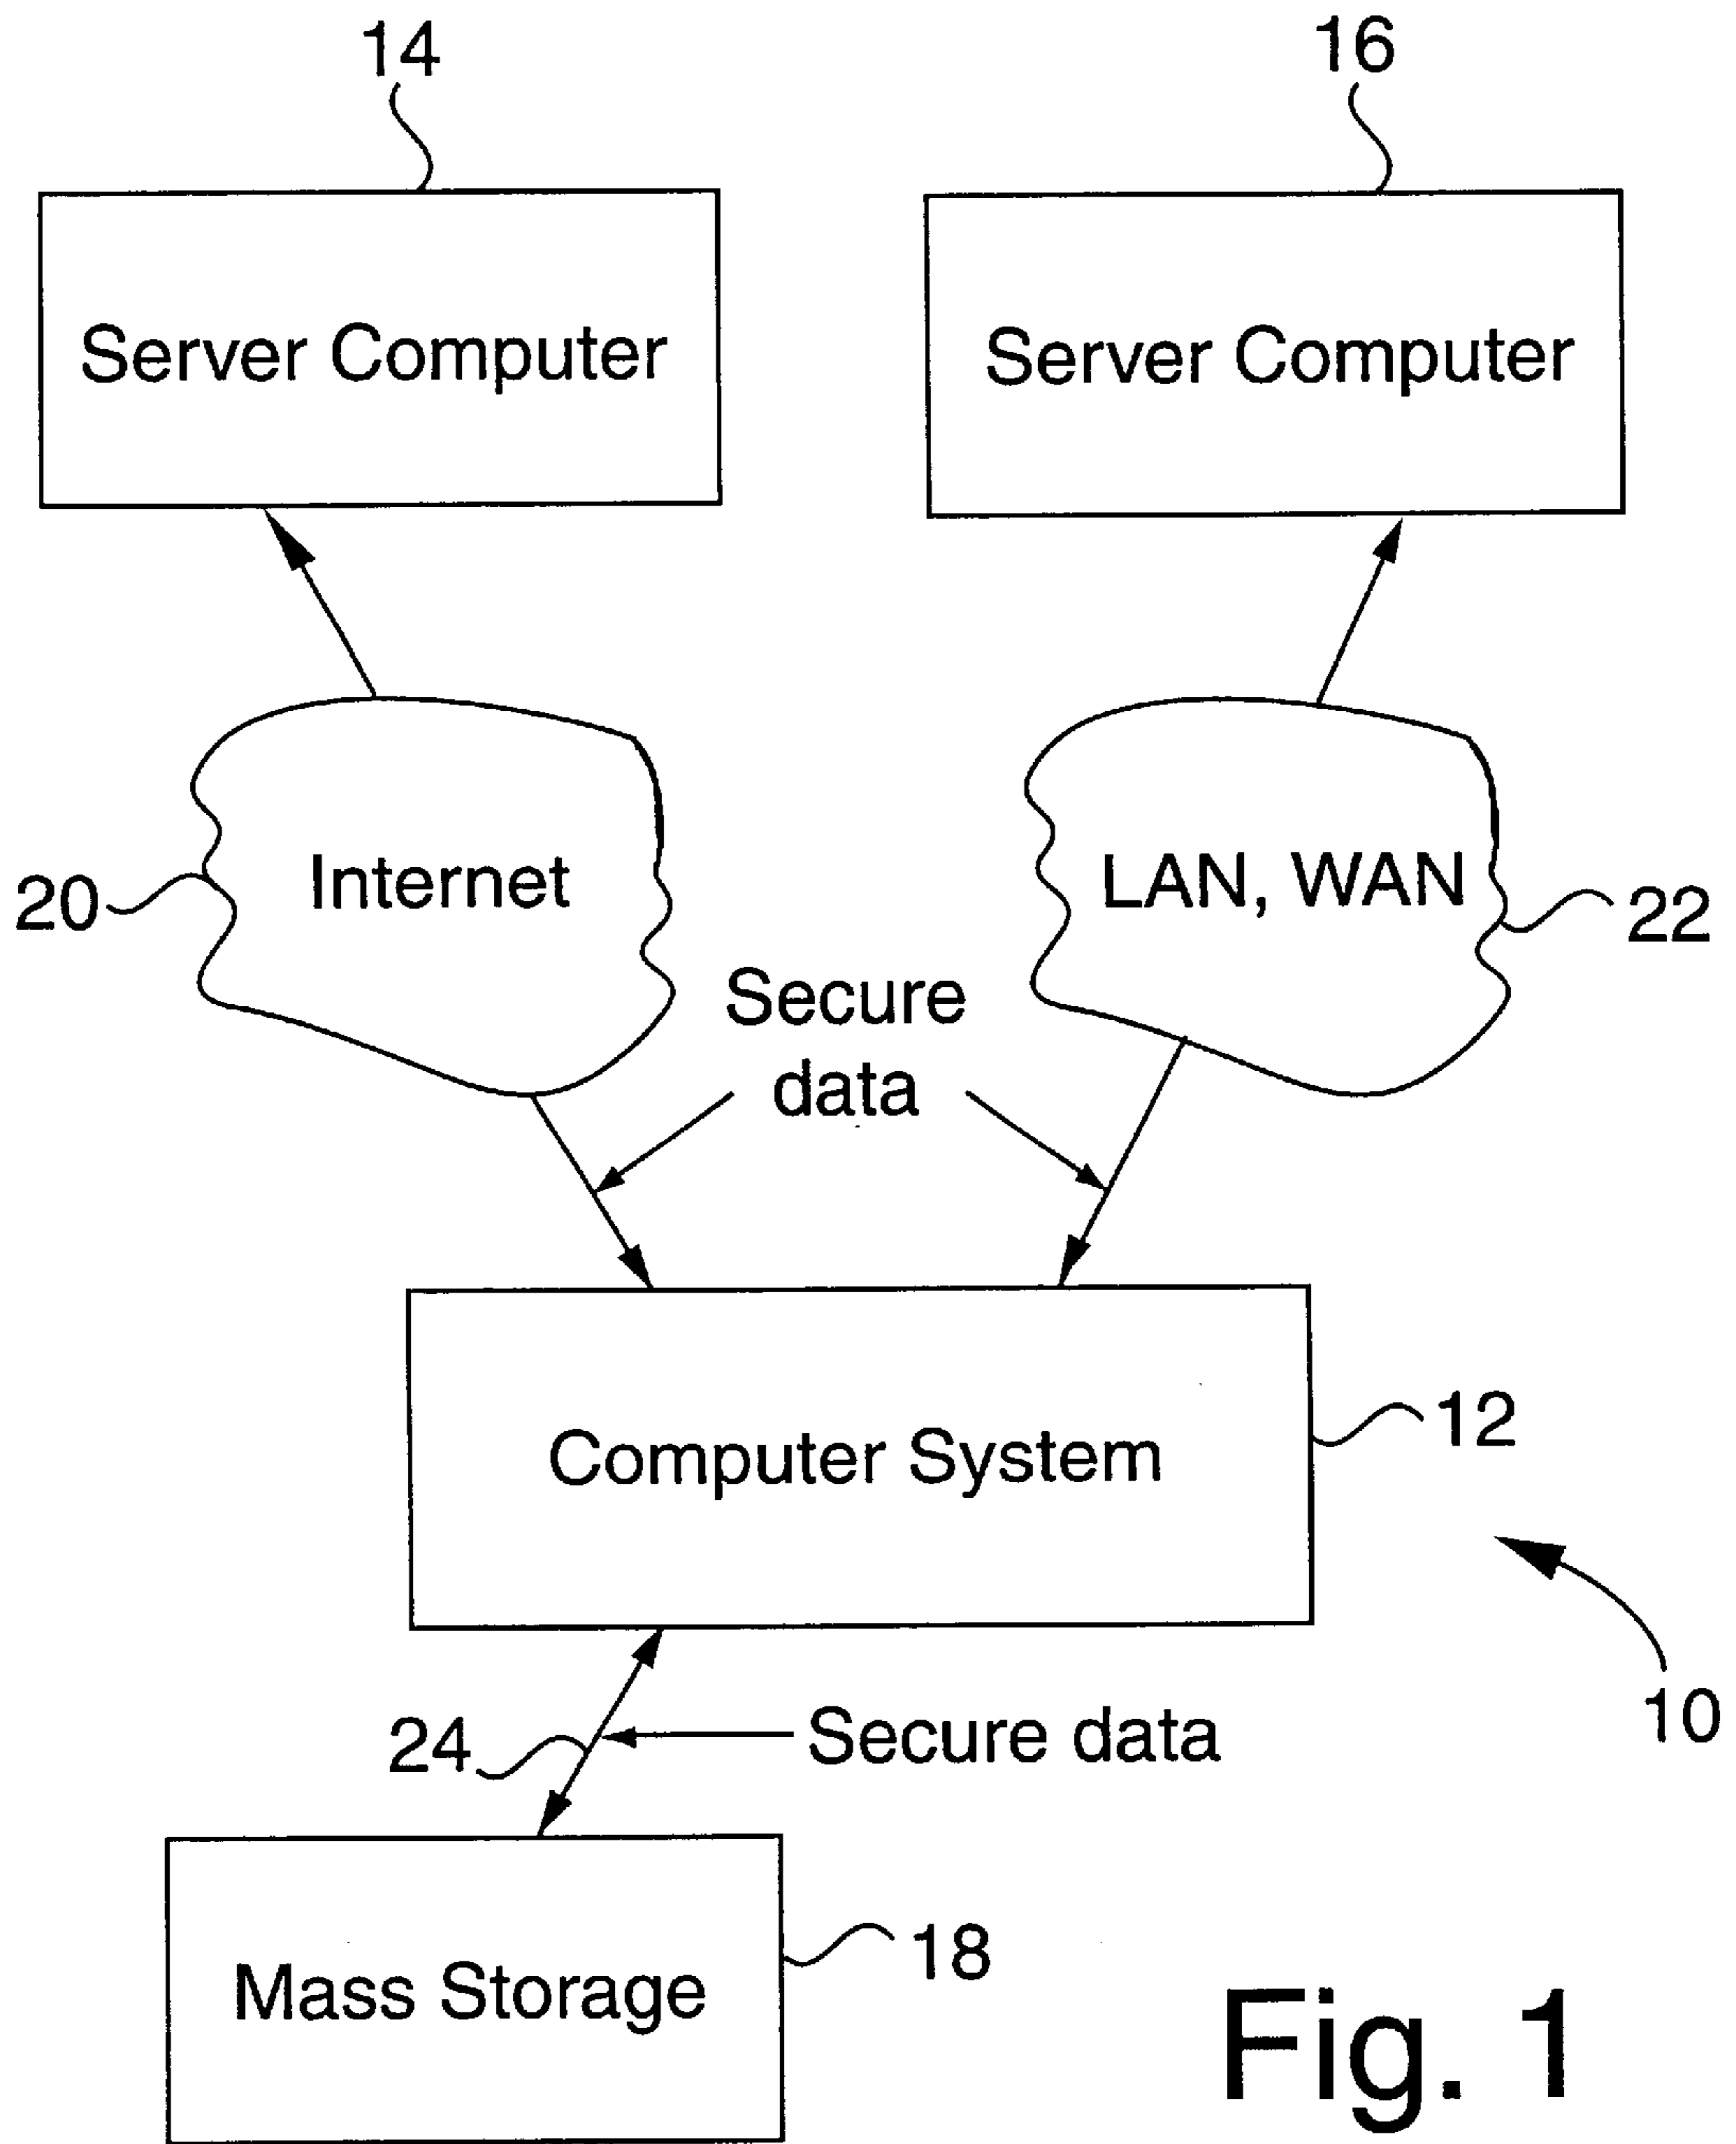 14
16
Server Computer
Server Computer
20
Internet
LAN, WAN
22
Secure
data
Computer System
12
10
24
Secure data
Mass Storage
18
Fig. 1